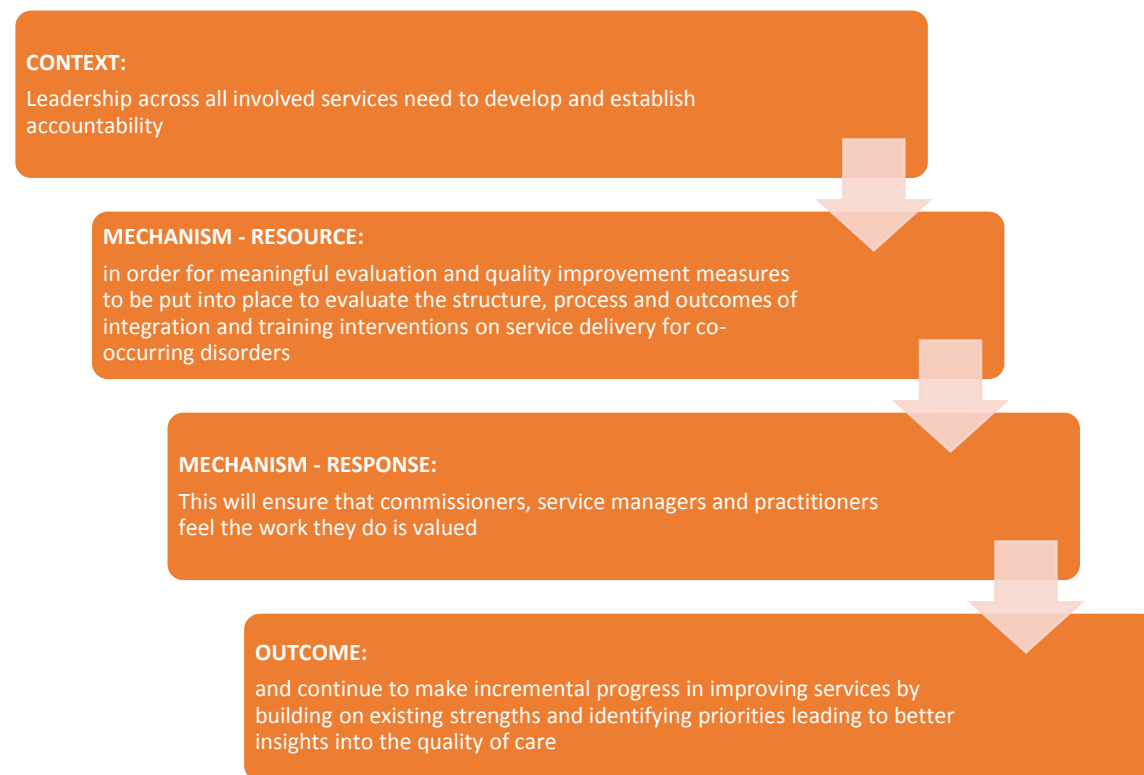 CONTEXT:
Leadership across all involved services need to develop and establish
accountability
MECHANISM - RESOURCE:
in order for meaningful evaluation and quality improvement measures
to be put into place to evaluate the structure, process and outcomes of
integration and training interventions on service delivery for co-
occurring disorders
MECHANISM - RESPONSE:
This will ensure that commissioners, service managers and practitioners
feel the work they do is valued
OUTCOME:
and continue to make incremental progress in improving services by
building on existing strengths and identifying priorities leading to better
insights into the quality of care